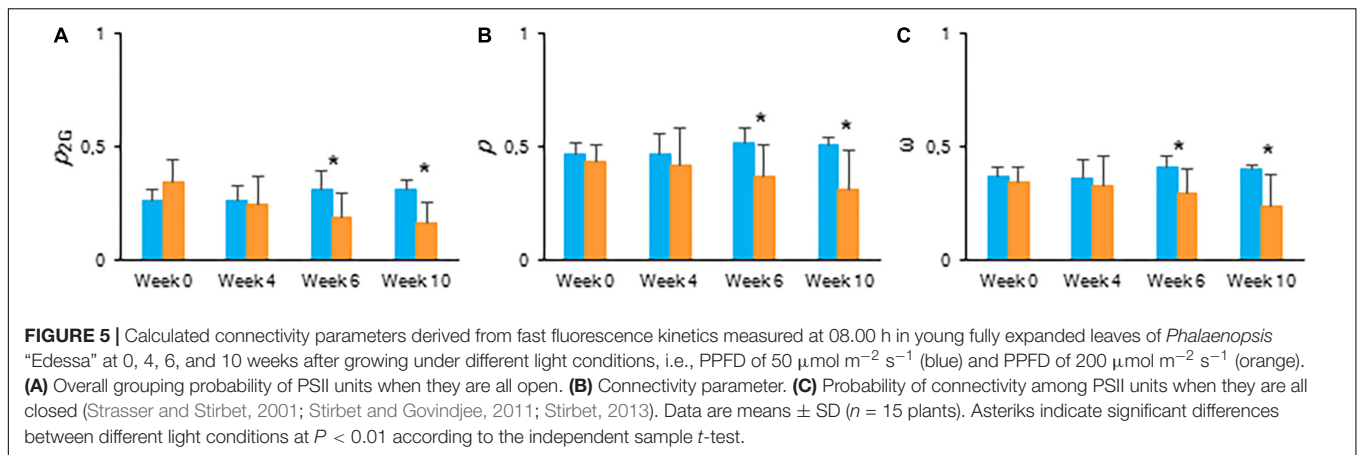 A B C
1 1 1
* * * * * *
0,5 0,5 0,5
p2G p ω
0 0 0
Week 0 Week 4 Week 6 Week 10 Week 0 Week 4 Week 6 Week 10 Week 0 Week 4 Week 6 Week 10
FIGURE 5 | Calculated connectivity parameters derived from fast fluorescence kinetics measured at 08.00 h in young fully expanded leaves of Phalaenopsis
“Edessa” at 0, 4, 6, and 10 weeks after growing under different light conditions, i.e., PPFD of 50 μmol m−2 s−1 (blue) and PPFD of 200 μmol m−2 s−1 (orange).
(A) Overall grouping probability of PSII units when they are all open. (B) Connectivity parameter. (C) Probability of connectivity among PSII units when they are all
closed (Strasser and Stirbet, 2001; Stirbet and Govindjee, 2011; Stirbet, 2013). Data are means ± SD (n = 15 plants). Asteriks indicate significant differences
between different light conditions at P < 0.01 according to the independent sample t-test.